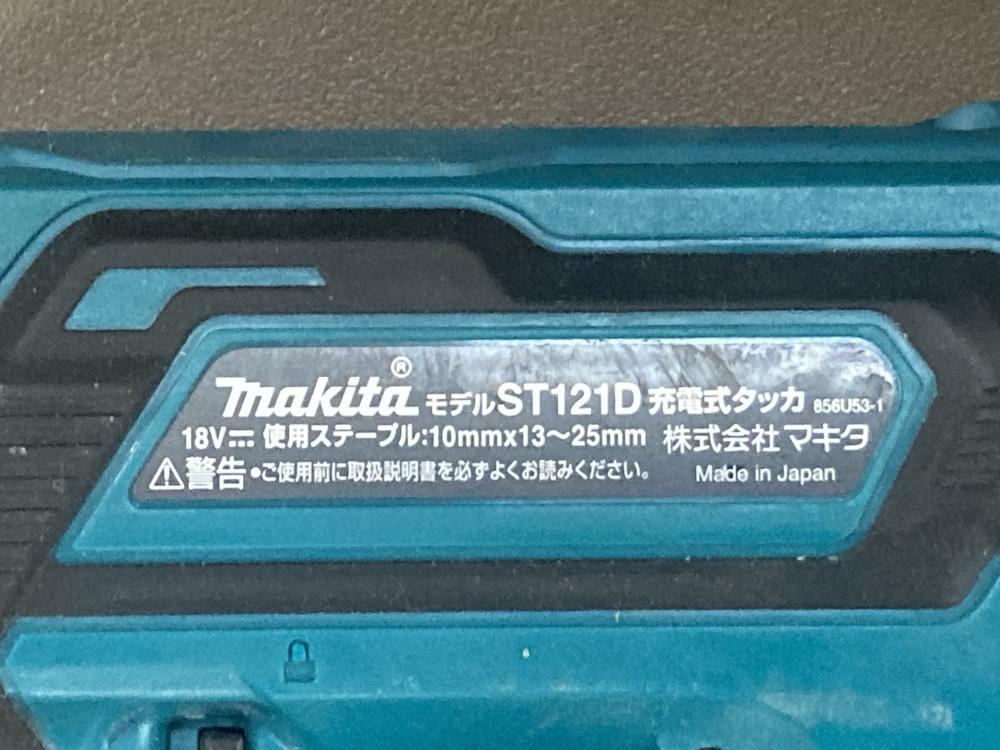 makita® モデルST121D 充電式タッカ 856U53-1
18V⎓ 使用ステープル:10mmx13～25mm 株式会社マキタ
⚠警告 •ご使用前に取扱説明書を必ずよくお読みください。 Made in Japan